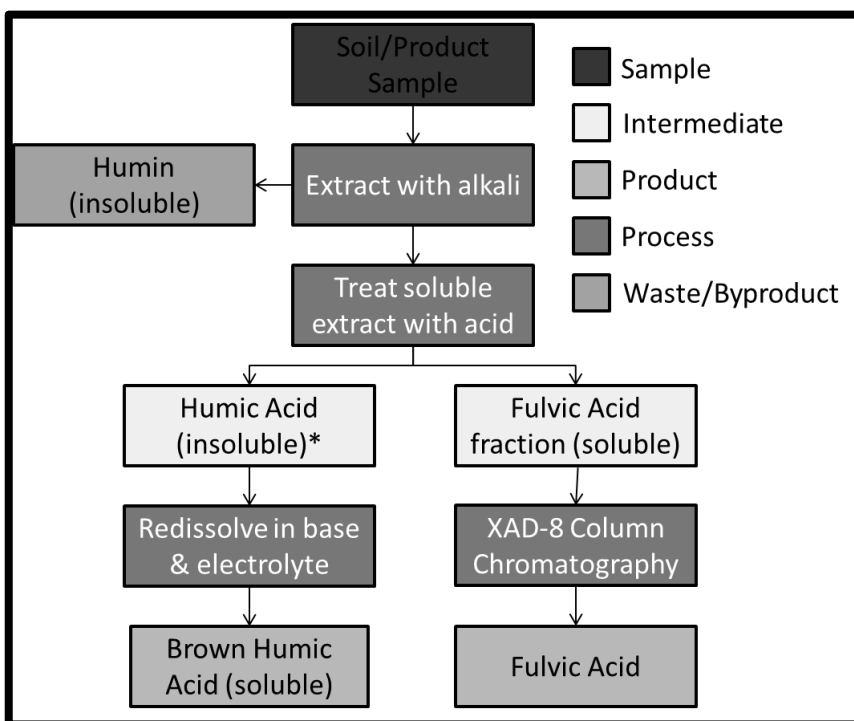 Soil/Product
Sample
Humin
(insoluble)
Extract with alkali
Treat soluble
extract with acid
Humic Acid
(insoluble)*
Fulvic Acid
fraction (soluble)
Redissolve in base
& electrolyte
XAD-8 Column
Chromatography
Brown Humic
Acid (soluble)
Fulvic Acid
Sample
Intermediate
Product
Process
Waste/Byproduct